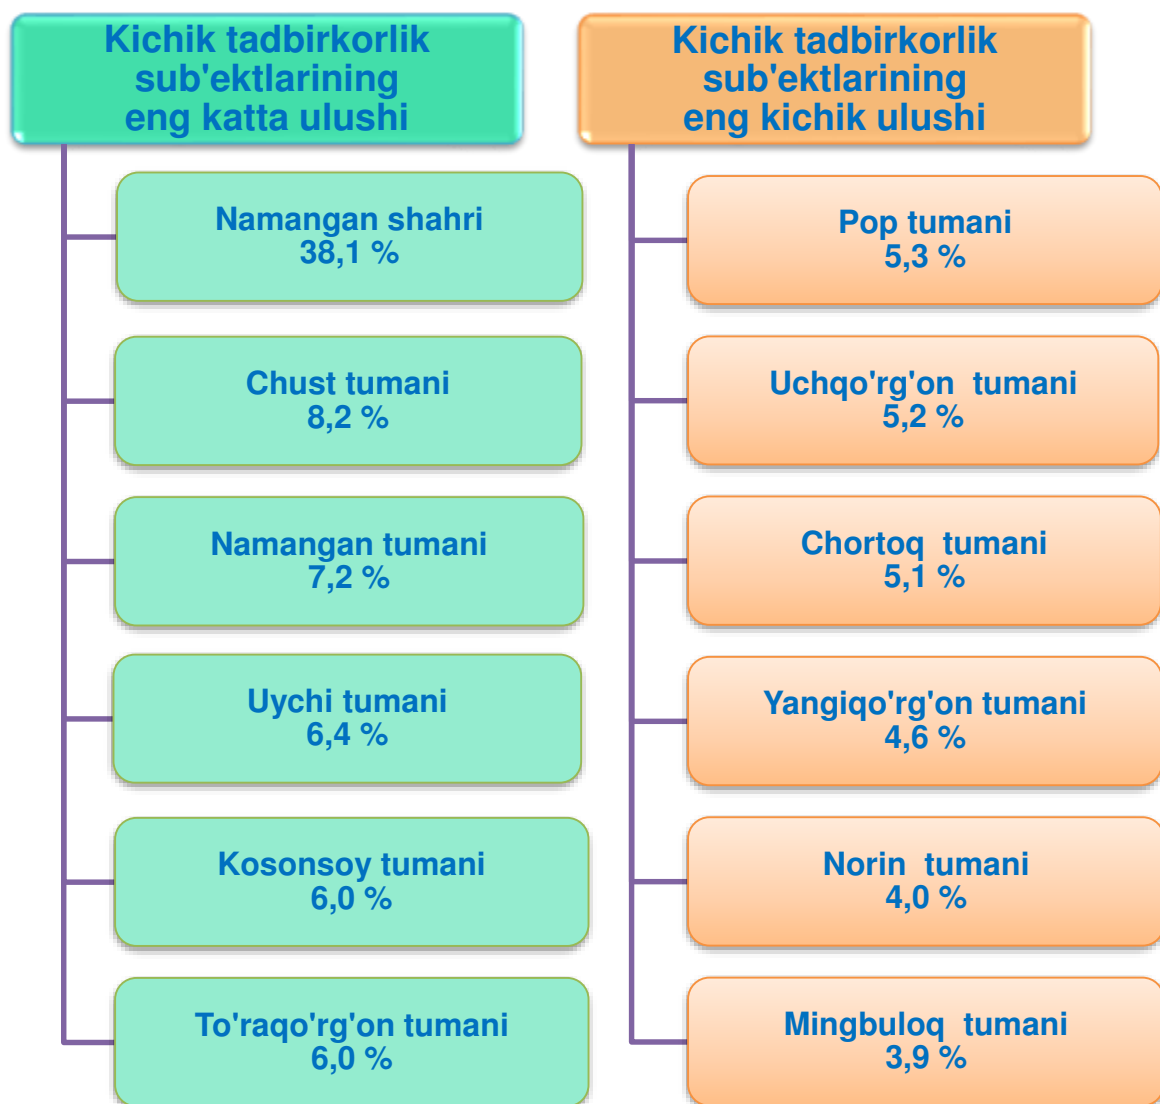 Kichik tadbirkorlik
sub'ektlarining
eng katta ulushi
Namangan shahri
38,1 %
Chust tumani
8,2 %
Namangan tumani
7,2 %
Uychi tumani
6,4 %
Kosonsoy tumani
6,0 %
To'raqo'rg'on tumani
6,0 %
Kichik tadbirkorlik
sub'ektlarining
eng kichik ulushi
Pop tumani
5,3 %
Uchqo'rg'on tumani
5,2 %
Chortoq tumani
5,1 %
Yangiqo'rg'on tumani
4,6 %
Norin tumani
4,0 %
Mingbuloq tumani
3,9 %